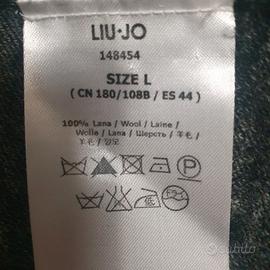 LIU·JO
148454
SIZE L
( CN 180/108B / ES 44 )
100% Lana / Wool / Laine /
Wolle / Lana / Шерсть / 羊毛 /
羊毛 / 양모
P
F
subito